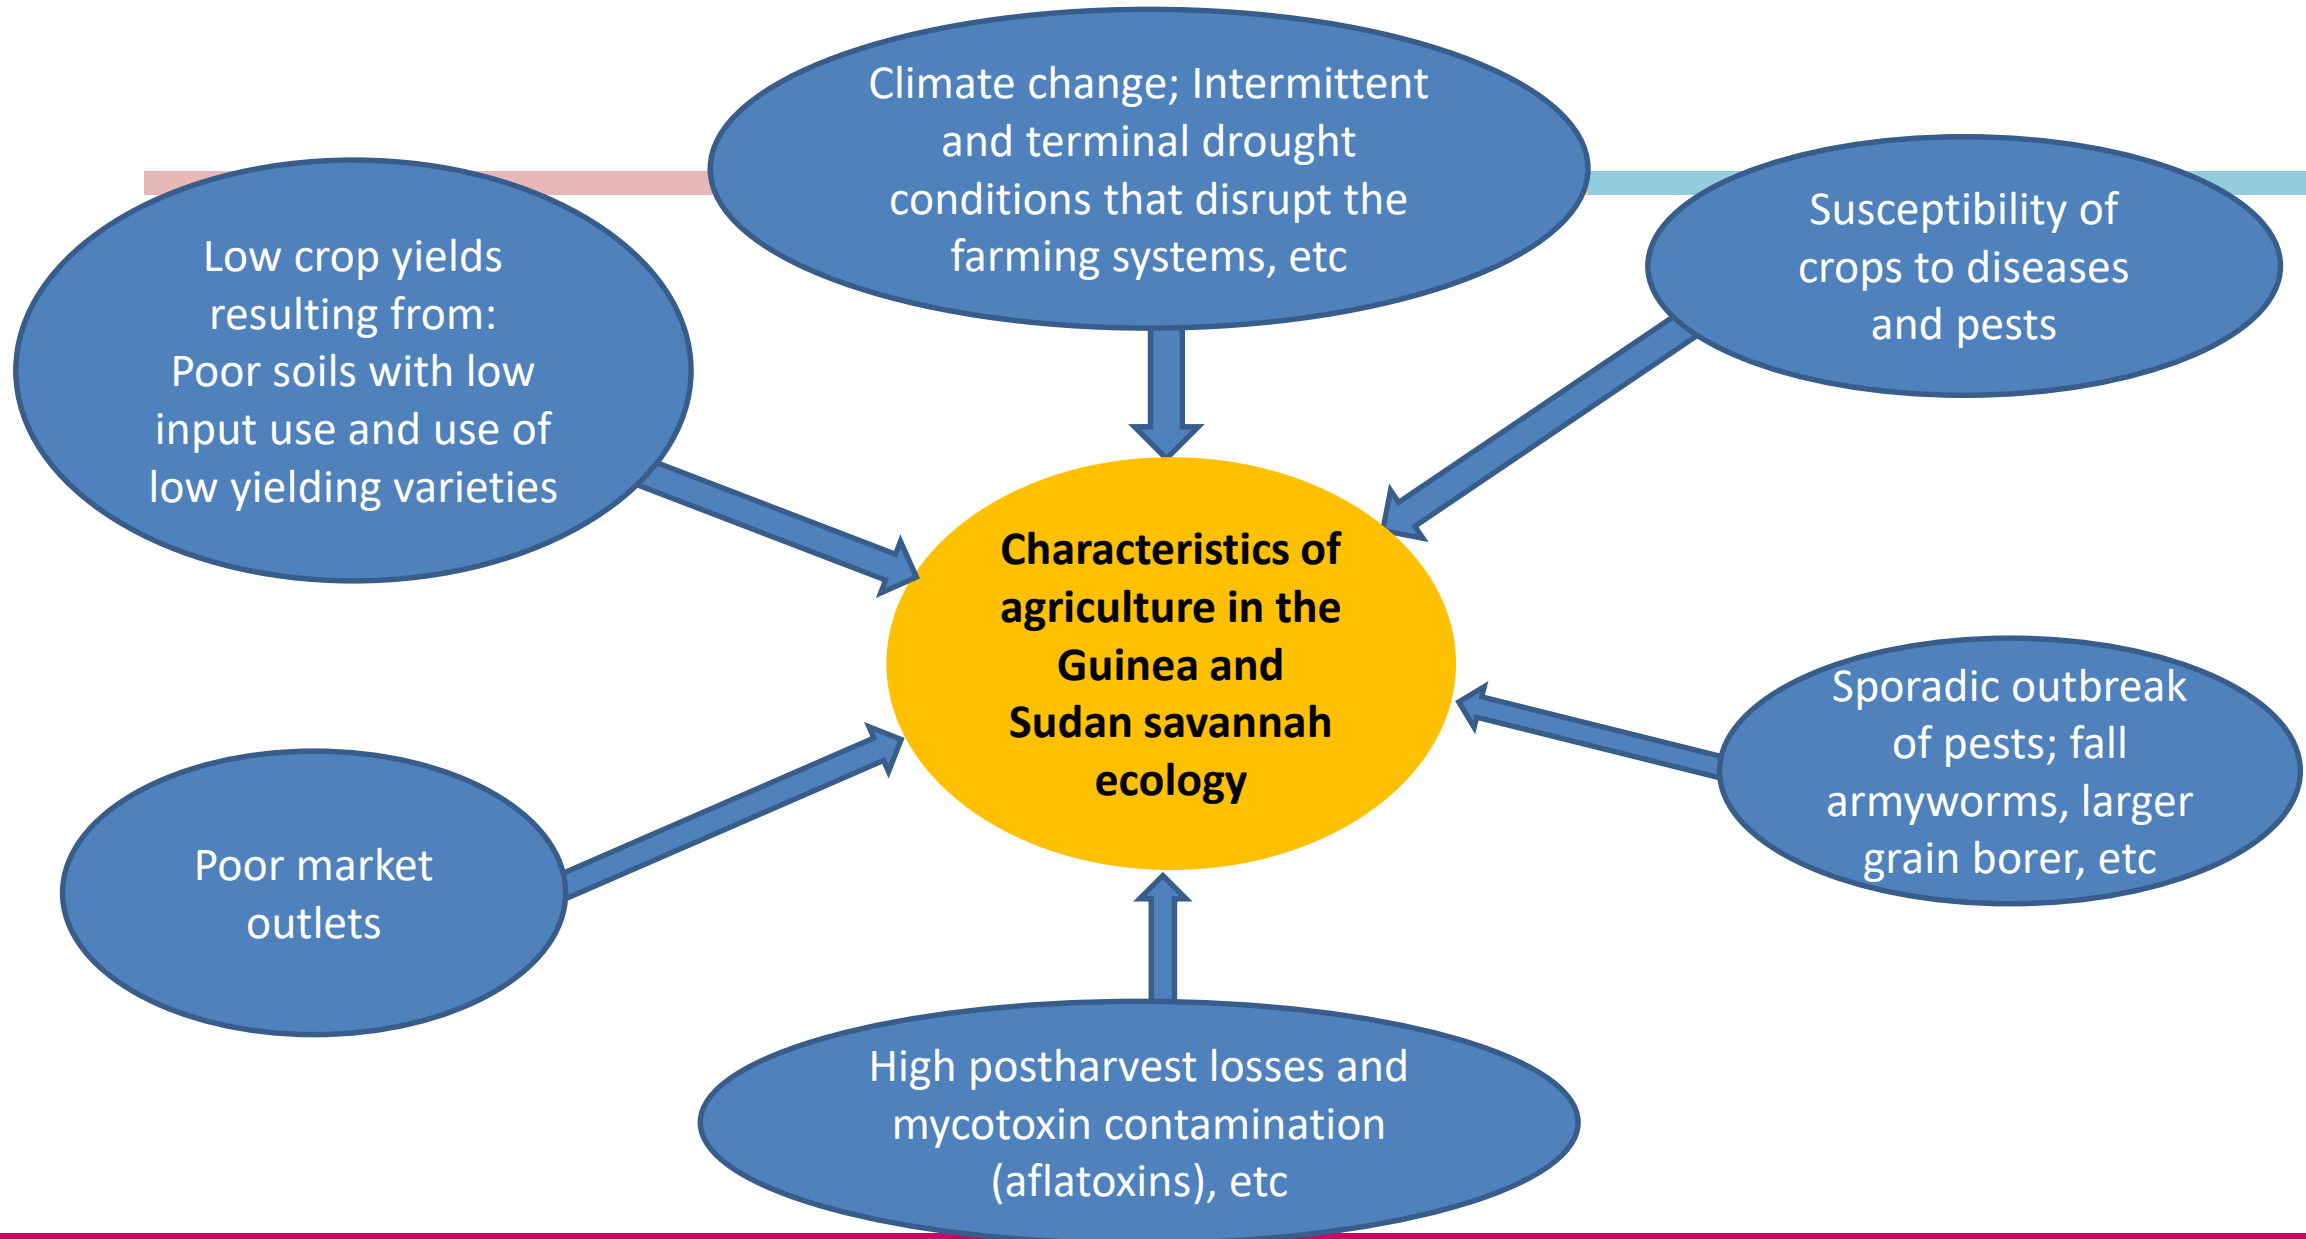 Climate change; Intermittent
and terminal drought
conditions that disrupt the
farming systems, etc
Low crop yields
resulting from:
Poor soils with low
input use and use of
low yielding varieties
Susceptibility of
crops to diseases
and pests
Characteristics of
agriculture in the
Guinea and
Sudan savannah
ecology
Sporadic outbreak
of pests; fall
armyworms, larger
grain borer, etc
Poor market
outlets
High postharvest losses and
mycotoxin contamination
(aflatoxins), etc